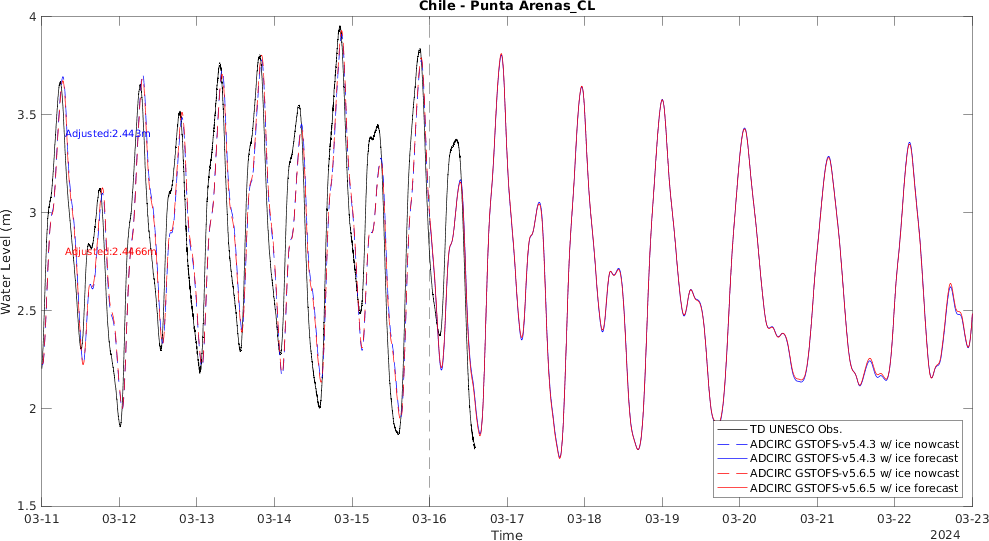 Chile - Punta Arenas_CL
Water Level (m)
4
3.5
3
2.5
2
1.5
Adjusted:2.443m
Adjusted:2.4466m
TD UNESCO Obs.
ADCIRC GSTOFS-v5.4.3 w/ ice nowcast
ADCIRC GSTOFS-v5.4.3 w/ ice forecast
ADCIRC GSTOFS-v5.6.5 w/ ice nowcast
ADCIRC GSTOFS-v5.6.5 w/ ice forecast
03-11 03-12 03-13 03-14 03-15 03-16 03-17 03-18 03-19 03-20 03-21 03-22 03-23
Time
2024